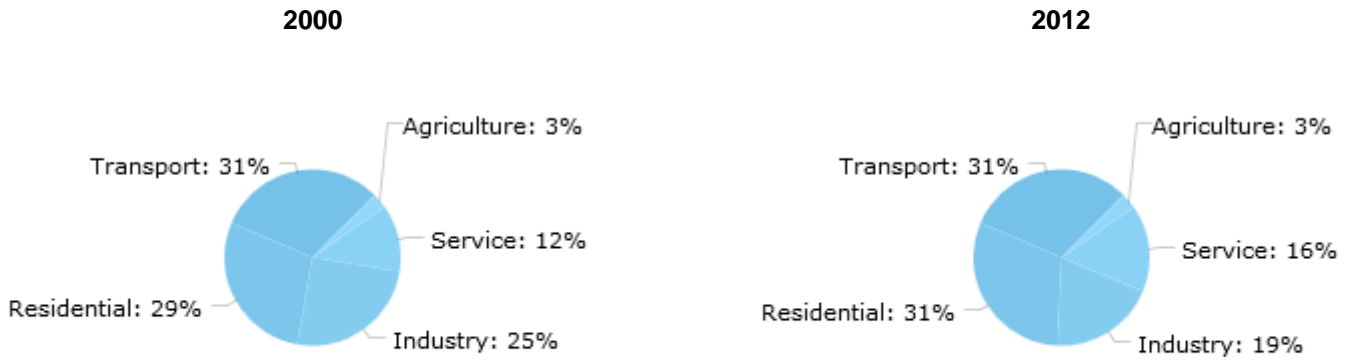 2000
Agriculture: 3%
Transport: 31%
Service: 12%
Residential: 29%
Industry: 25%
2012
Agriculture: 3%
Transport: 31%
Service: 16%
Residential: 31%
Industry: 19%